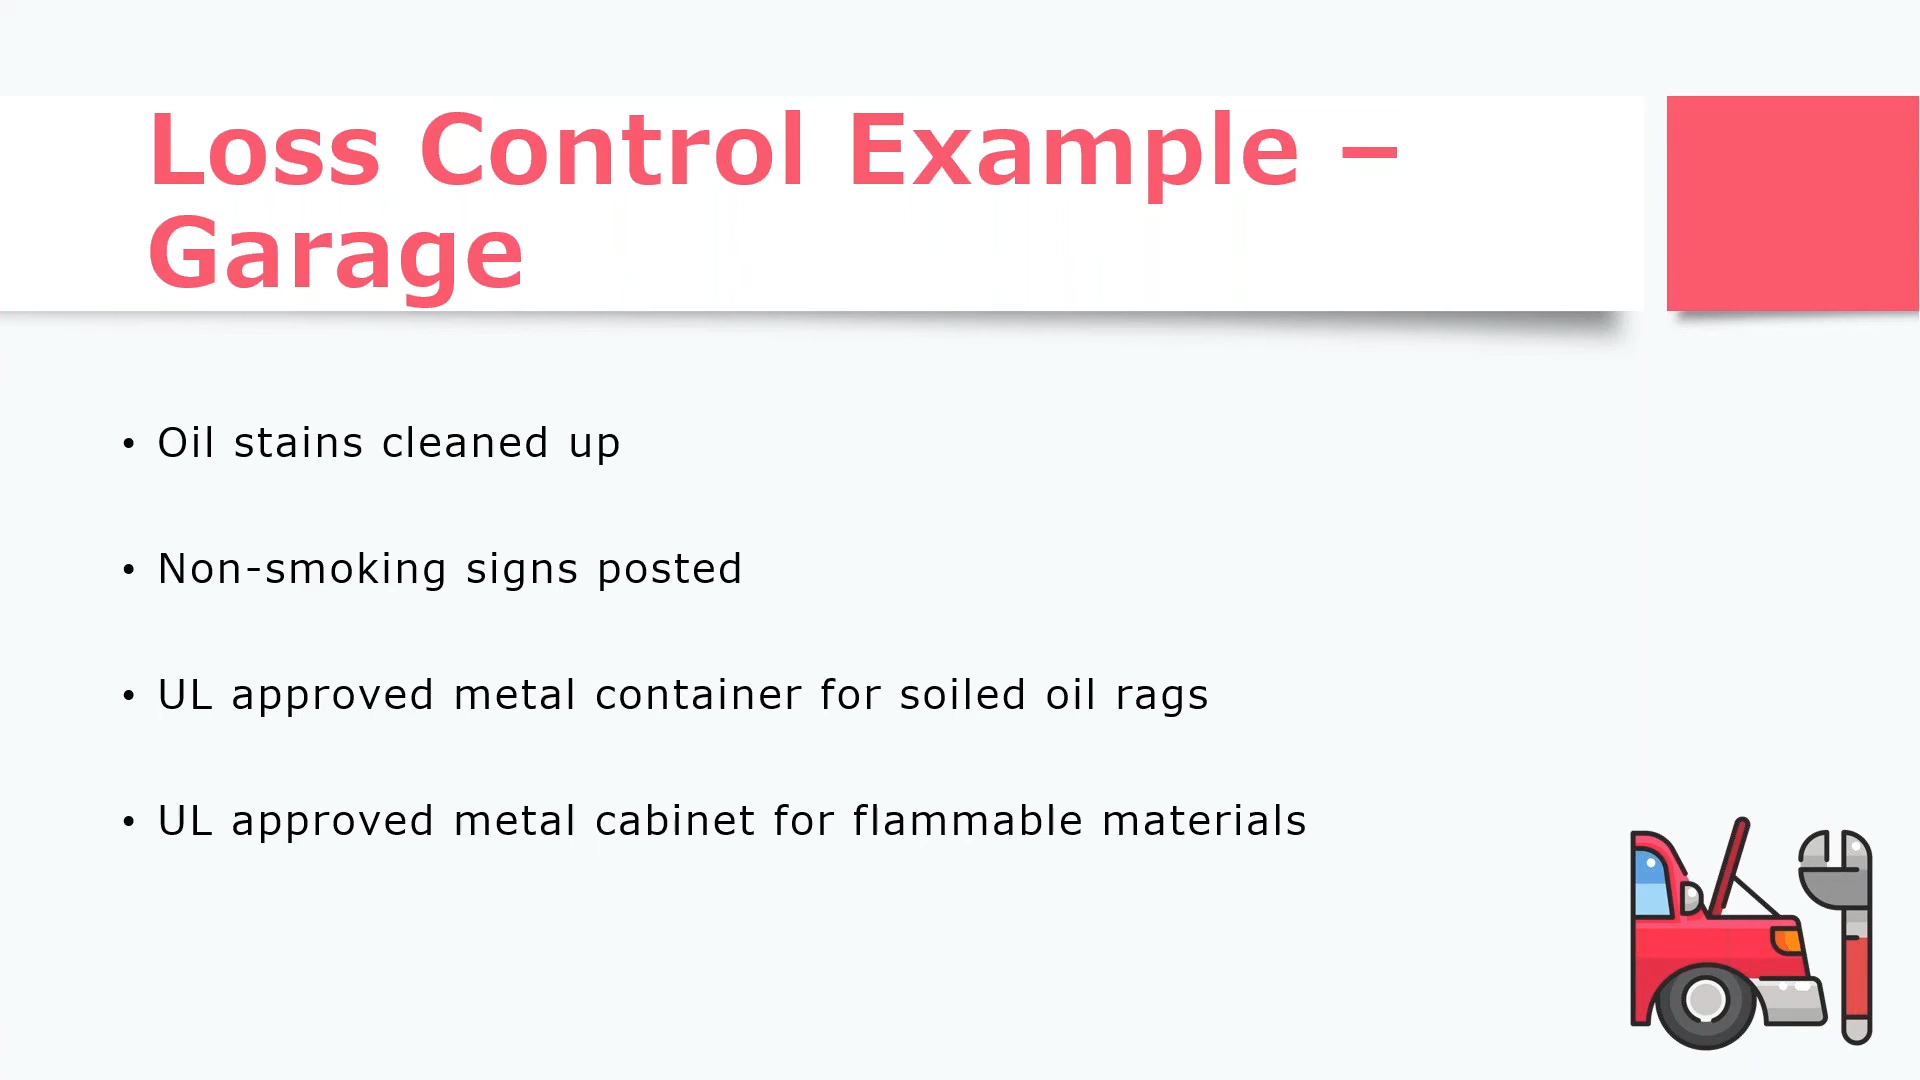 Loss Control Example –
Garage
• Oil stains cleaned up
• Non-smoking signs posted
• UL approved metal container for soiled oil rags
• UL approved metal cabinet for flammable materials